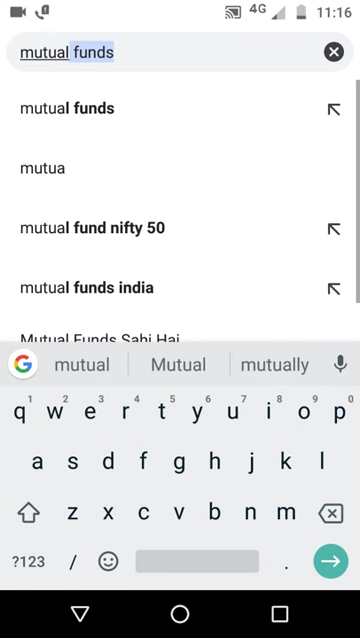 4G 11:16
mutual funds
mutual funds
mutua
mutual fund nifty 50
mutual funds india
Mutual Funds Sahi Hai
mutual Mutual mutually
1 2 3 4 5 6 7 8 9 0
q w e r t y u i o p
a s d f g h j k l
z x c v b n m
?123 / .